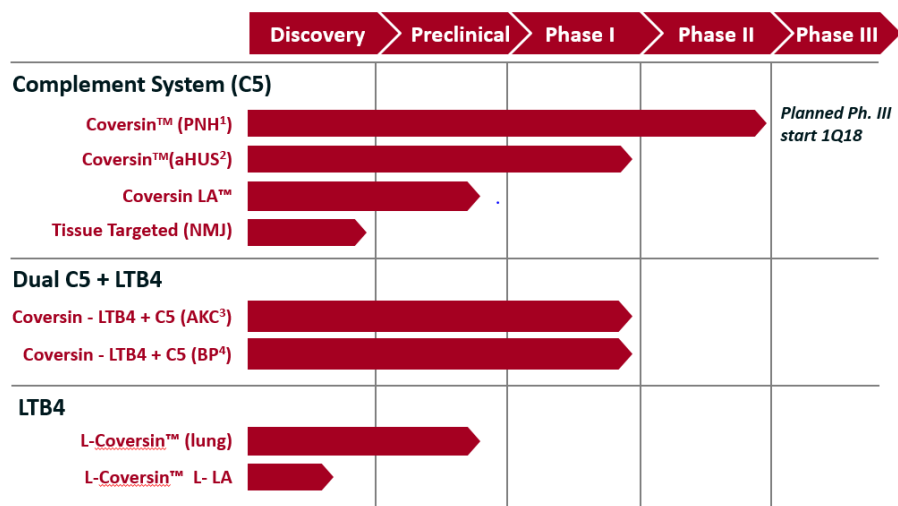 Discovery Preclinical Phase I Phase II Phase III
Complement System (C5)
Coversin™ (PNH¹)
Planned Ph. III
start 1Q18
Coversin™(aHUS²)
Coversin LA™
Tissue Targeted (NMJ)
Dual C5 + LTB4
Coversin - LTB4 + C5 (AKC³)
Coversin - LTB4 + C5 (BP⁴)
LTB4
L-Coversin™ (lung)
L-Coversin™ L- LA